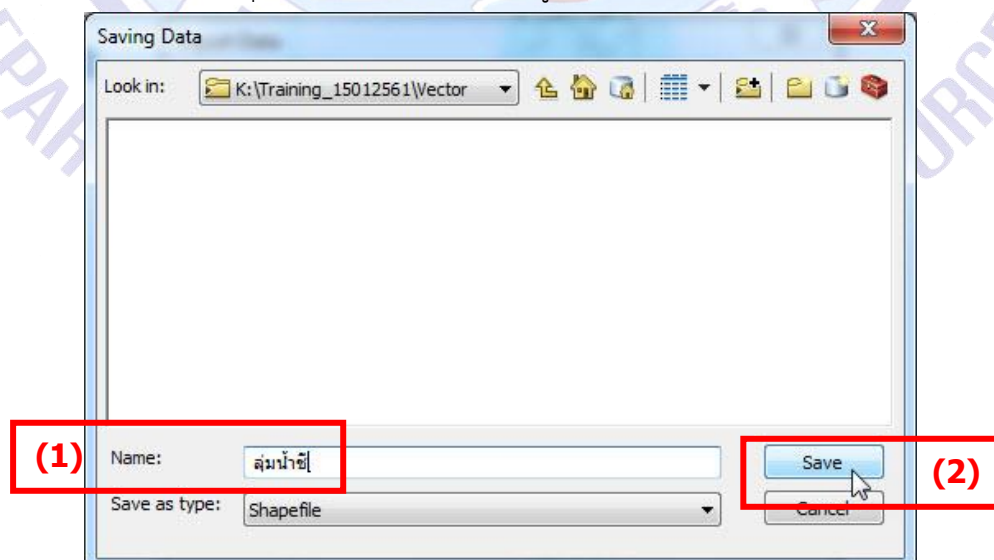 Saving Data
Look in: K:\Training_15012561\Vector
(1) Name: ลุ่มน้ำชี Save (2)
Save as type: Shapefile Cancel